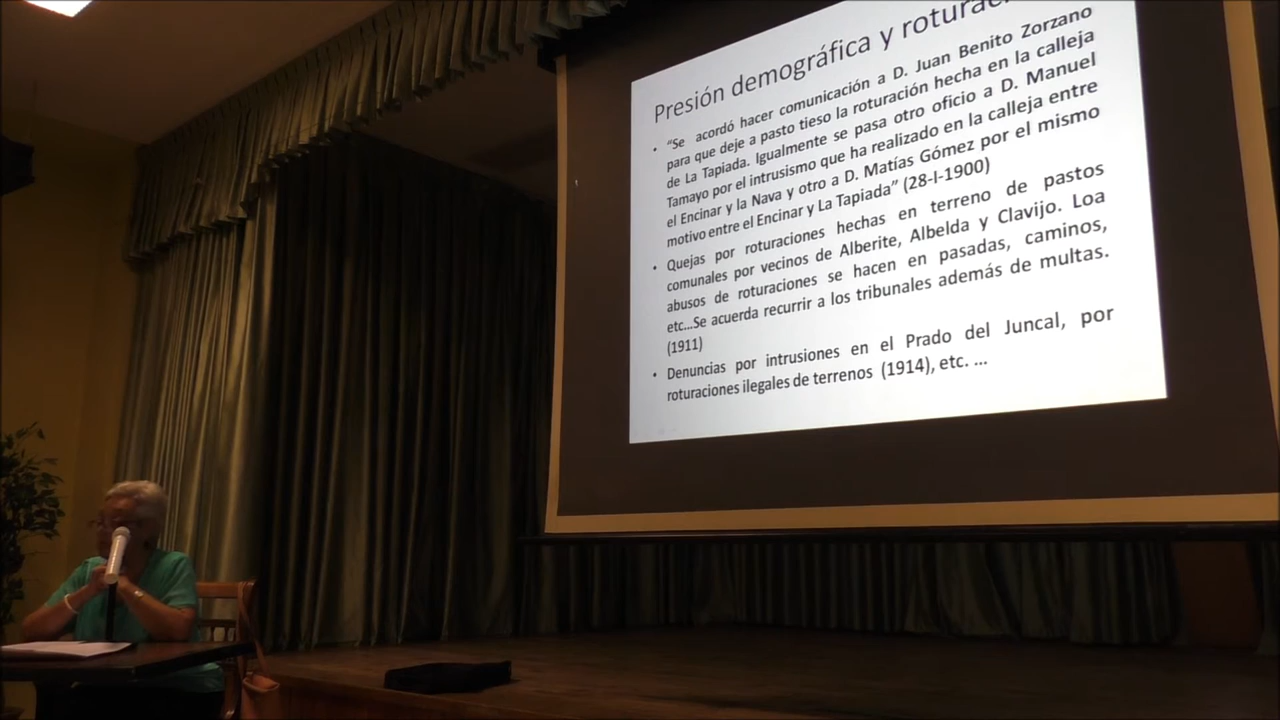 Presión demográfica y roturac
• “Se acordó hacer comunicación a D. Juan Benito Zorzano
para que deje a pasto tieso la roturación hecha en la calleja
de La Tapiada. Igualmente se pasa otro oficio a D. Manuel
Tamayo por el intrusismo que ha realizado en la calleja entre
el Encinar y la Nava y otro a D. Matías Gómez por el mismo
motivo entre el Encinar y La Tapiada” (28-I-1900)
• Quejas por roturaciones hechas en terreno de pastos
comunales por vecinos de Alberite, Albelda y Clavijo. Loa
abusos de roturaciones se hacen en pasadas, caminos,
etc...Se acuerda recurrir a los tribunales además de multas.
(1911)
• Denuncias por intrusiones en el Prado del Juncal, por
roturaciones ilegales de terrenos (1914), etc. ...